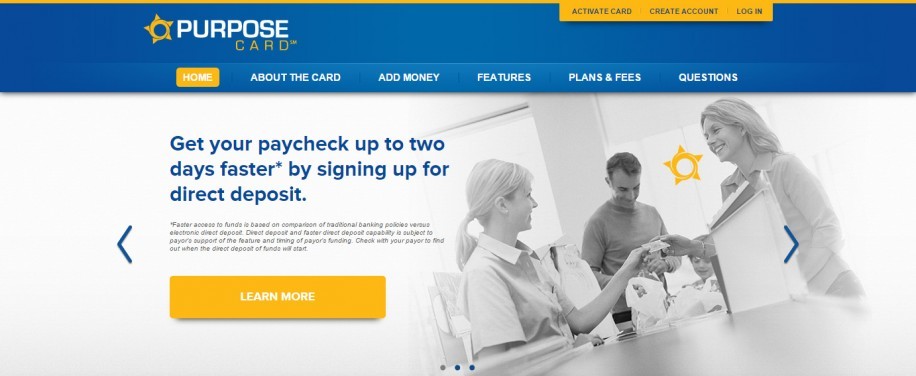 ACTIVATE CARD CREATE ACCOUNT LOG IN
PURPOSE
CARD℠
HOME ABOUT THE CARD ADD MONEY FEATURES PLANS & FEES QUESTIONS
Get your paycheck up to two
days faster* by signing up for
direct deposit.
*Faster access to funds is based on comparison of traditional banking policies versus
electronic direct deposit. Direct deposit and faster direct deposit capability is subject to
payor's support of the feature and timing of payor's funding. Check with your payor to find
out when the direct deposit of funds will start.
LEARN MORE